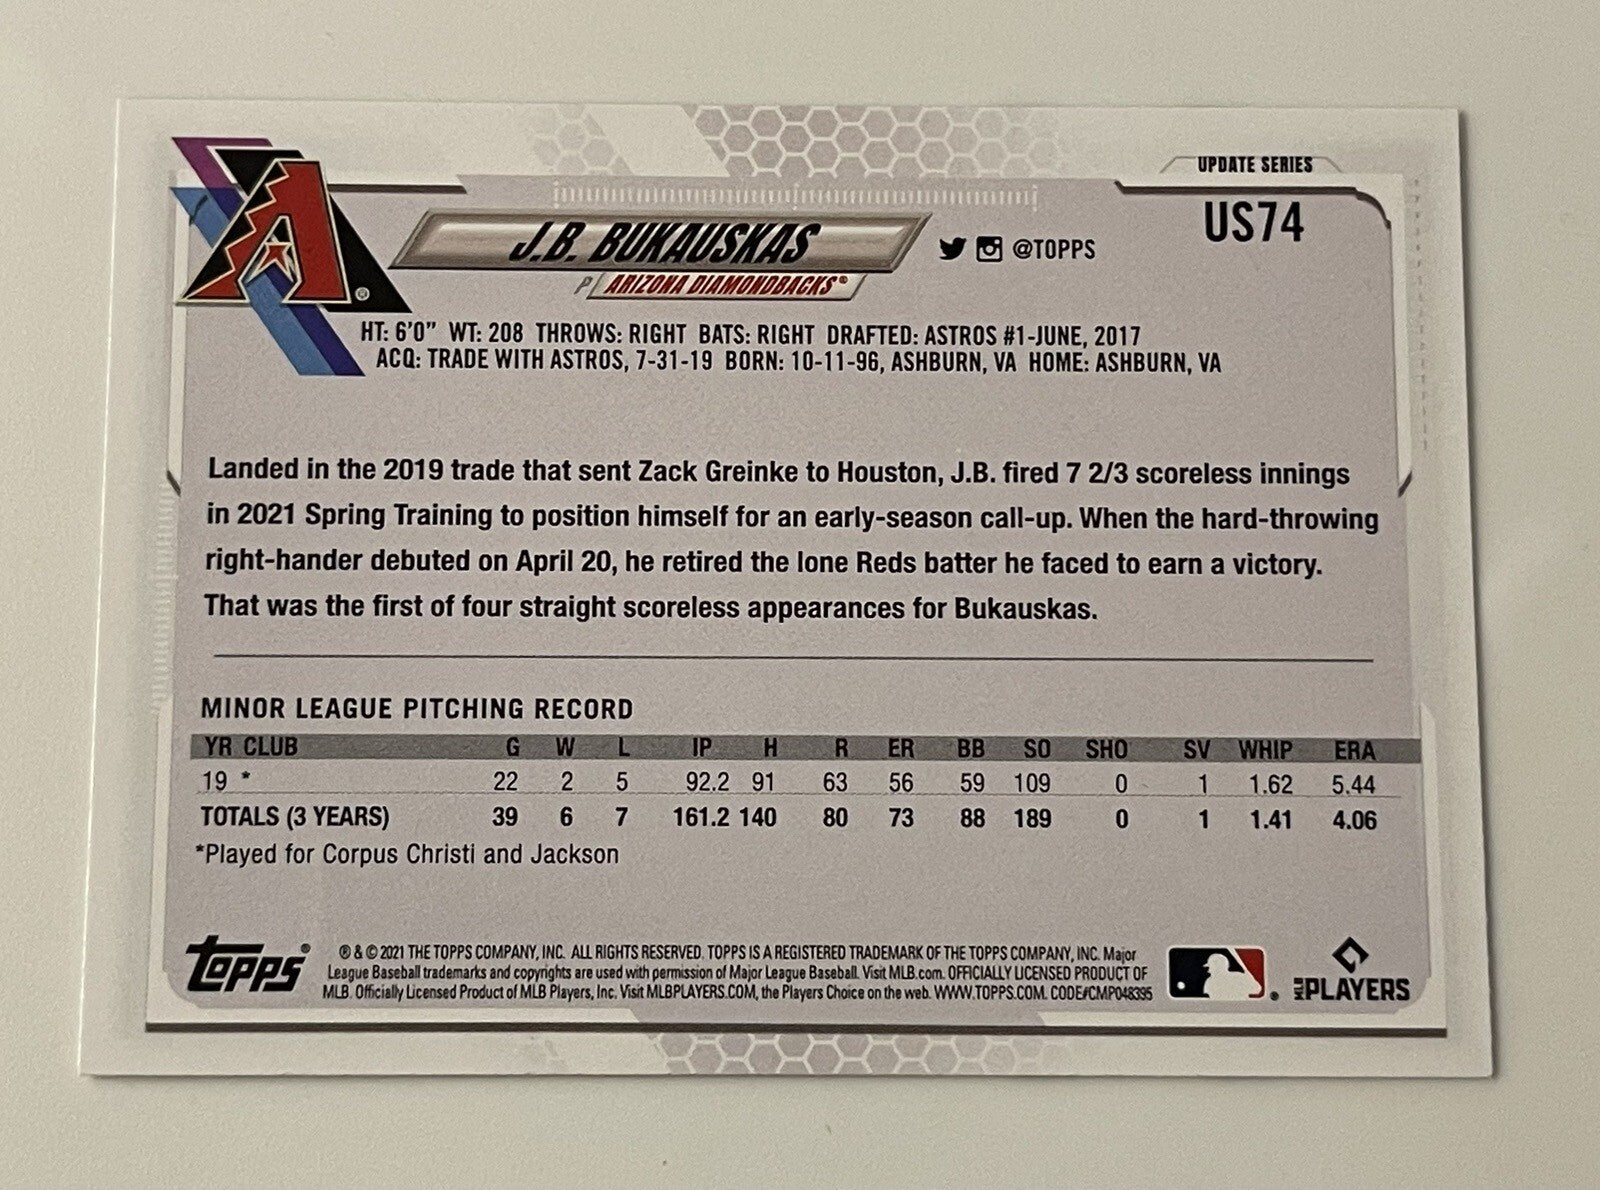 UPDATE SERIES
US74
J.B. BUKAUSKAS
@TOPPS
P ARIZONA DIAMONDBACKS®
HT: 6'0" WT: 208 THROWS: RIGHT BATS: RIGHT DRAFTED: ASTROS #1-JUNE, 2017
ACQ: TRADE WITH ASTROS, 7-31-19 BORN: 10-11-96, ASHBURN, VA HOME: ASHBURN, VA
A ®
Landed in the 2019 trade that sent Zack Greinke to Houston, J.B. fired 7 2/3 scoreless innings
in 2021 Spring Training to position himself for an early-season call-up. When the hard-throwing
right-hander debuted on April 20, he retired the lone Reds batter he faced to earn a victory.
That was the first of four straight scoreless appearances for Bukauskas.
MINOR LEAGUE PITCHING RECORD
YR CLUB G W L IP H R ER BB SO SHO SV WHIP ERA
19 * 22 2 5 92.2 91 63 56 59 109 0 1 1.62 5.44
TOTALS (3 YEARS) 39 6 7 161.2 140 80 73 88 189 0 1 1.41 4.06
*Played for Corpus Christi and Jackson
Topps®
® & © 2021 THE TOPPS COMPANY, INC. ALL RIGHTS RESERVED. TOPPS IS A REGISTERED TRADEMARK OF THE TOPPS COMPANY, INC. Major
League Baseball trademarks and copyrights are used with permission of Major League Baseball. Visit MLB.com. OFFICIALLY LICENSED PRODUCT OF
MLB. Officially Licensed Product of MLB Players, Inc. Visit MLBPLAYERS.COM, the Players Choice on the web. WWW.TOPPS.COM. CODE#CMP048395
®
MLB PLAYERS